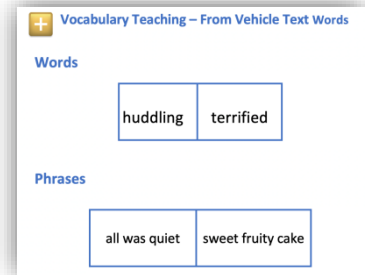 Vocabulary Teaching – From Vehicle Text Words
Words
huddling terrified
Phrases
all was quiet sweet fruity cake